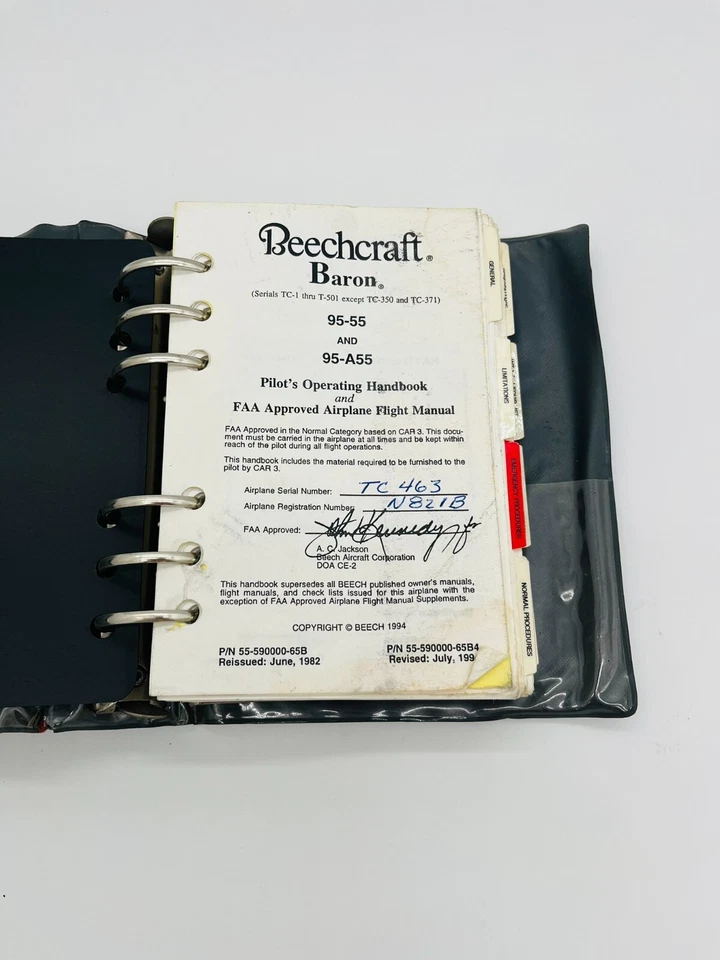 Beechcraft®
Baron®
(Serials TC-1 thru T-501 except TC-350 and TC-371)
95-55
AND
95-A55
Pilot's Operating Handbook
and
FAA Approved Airplane Flight Manual
FAA Approved in the Normal Category based on CAR 3. This docu-
ment must be carried in the airplane at all times and be kept within
reach of the pilot during all flight operations.
This handbook includes the material required to be furnished to the
pilot by CAR 3.
Airplane Serial Number: TC 463
Airplane Registration Number: N821B
FAA Approved:
A. C. Jackson
Beech Aircraft Corporation
DOA CE-2
This handbook supersedes all BEECH published owner's manuals,
flight manuals, and check lists issued for this airplane with the
exception of FAA Approved Airplane Flight Manual Supplements.
COPYRIGHT © BEECH 1994
P/N 55-590000-65B
Reissued: June, 1982
P/N 55-590000-65B4
Revised: July, 199
GENERAL
LIMITATIONS
EMERGENCY PROCEDURES
NORMAL PROCEDURES